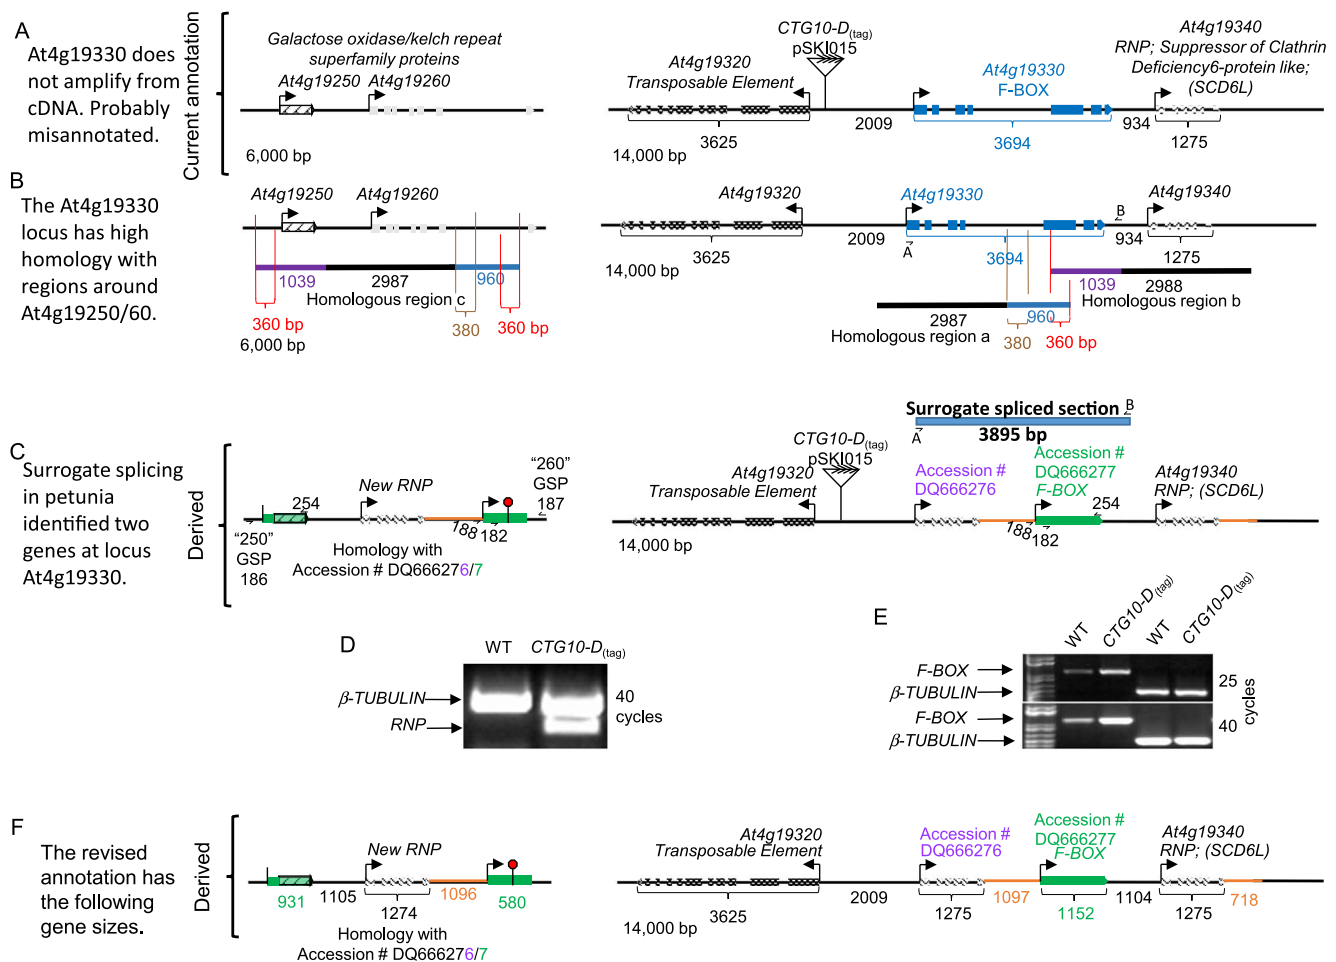 A
At4g19330 does
not amplify from
cDNA. Probably
misannotated.
Current annotation
Galactose oxidase/kelch repeat
superfamily proteins
At4g19250 At4g19260
6,000 bp
CTG10-D(tag)
pSKI015
At4g19320
Transposable Element
At4g19330
F-BOX
At4g19340
RNP; Suppressor of Clathrin
Deficiency6-protein like;
(SCD6L)
3625
2009
3694
934
1275
14,000 bp
B
The At4g19330
locus has high
homology with
regions around
At4g19250/60.
At4g19250 At4g19260
1039
2987
960
Homologous region c
360 bp
380
360 bp
6,000 bp
At4g19320
At4g19330
At4g19340
B
A
3625
2009
3694
934
1275
14,000 bp
1039
2988
Homologous region b
2987
960
Homologous region a
380
360 bp
C
Surrogate splicing
in petunia
identified two
genes at locus
At4g19330.
Derived
"250"
GSP
186
254
New RNP
188
182
"260"
GSP
187
Homology with
Accession # DQ666276/7
Surrogate spliced section
B
A
3895 bp
CTG10-D(tag)
pSKI015
At4g19320
Transposable Element
Accession #
DQ666276
Accession #
DQ666277
F-BOX
254
At4g19340
RNP; (SCD6L)
188
182
14,000 bp
D
WT CTG10-D(tag)
β-TUBULIN
RNP
40
cycles
E
WT CTG10-D(tag) WT CTG10-D(tag)
F-BOX
β-TUBULIN
F-BOX
β-TUBULIN
25
40
cycles
F
The revised
annotation has
the following
gene sizes.
Derived
New RNP
931
1105
1274
1096
580
Homology with
Accession # DQ666276/7
At4g19320
Transposable Element
Accession #
DQ666276
Accession #
DQ666277
F-BOX
At4g19340
RNP; (SCD6L)
3625
2009
1275
1097
1152
1104
1275
718
14,000 bp